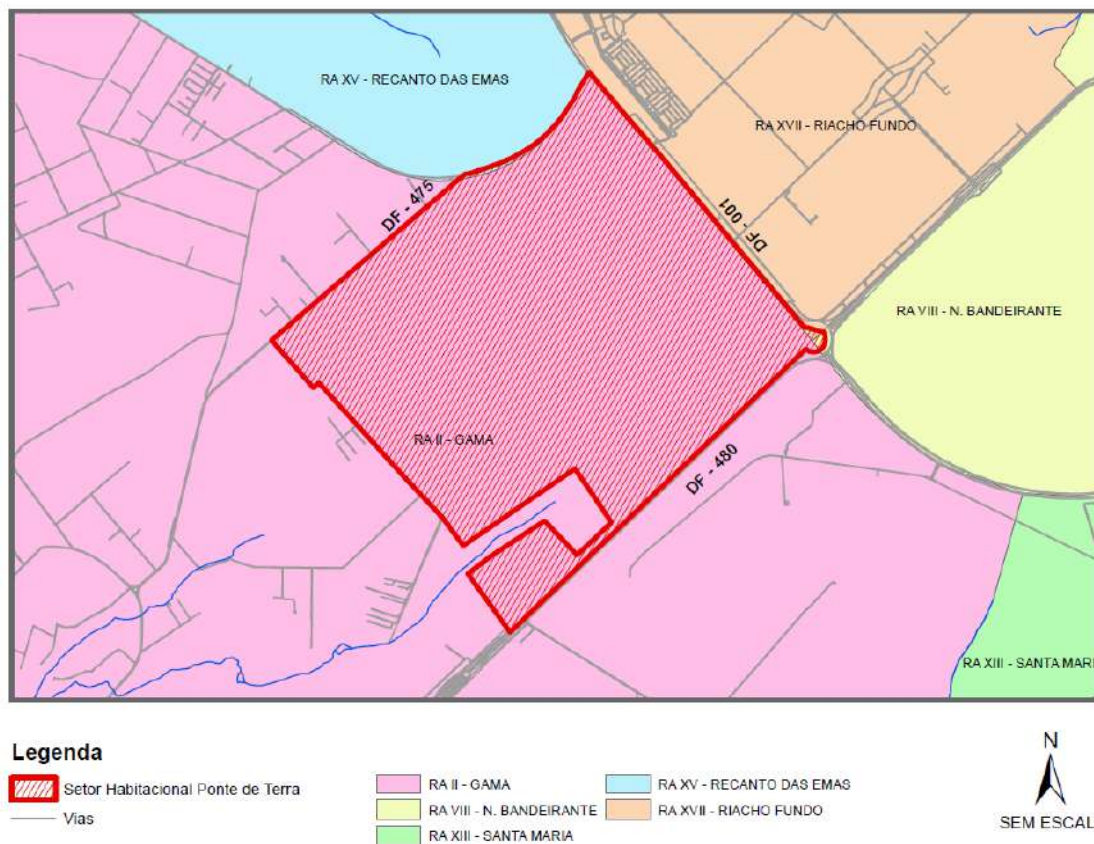 RA XV - RECANTO DAS EMAS
RA XVII - RIACHO FUNDO
DF - 475
DF - 001
RA VIII - N. BANDEIRANTE
RA II - GAMA
DF - 480
RA XIII - SANTA MARI
Legenda
Setor Habitacional Ponte de Terra
Vias
RA II - GAMA
RA VIII - N. BANDEIRANTE
RA XIII - SANTA MARIA
RA XV - RECANTO DAS EMAS
RA XVII - RIACHO FUNDO
N
SEM ESCAL